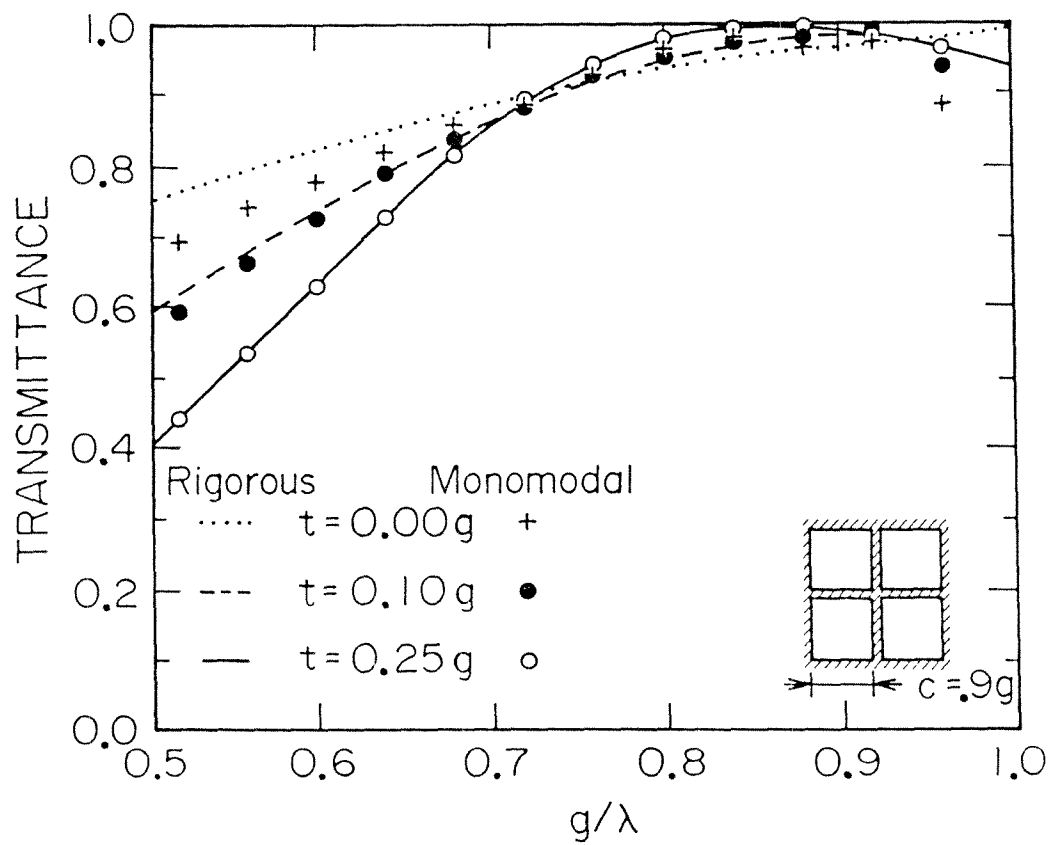 1.0
0.8
0.6
0.4
0.2
0.0
TRANSMITTANCE
Rigorous Monomodal
t=0.00g
t=0.10g
t=0.25g
c=.9g
0.5 0.6 0.7 0.8 0.9 1.0
g/λ